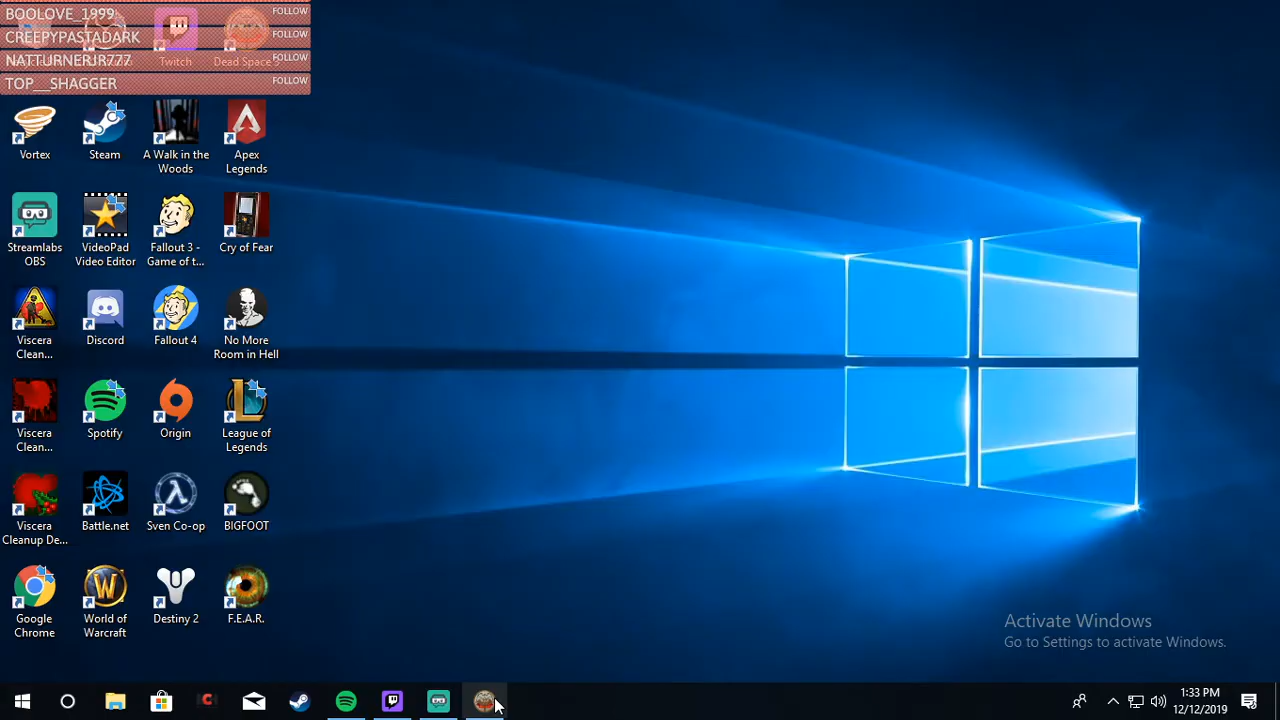 BOOLOVE_1999 FOLLOW
CREEPYPASTADARK FOLLOW
NATTURNERJR777 FOLLOW
TOP__SHAGGER FOLLOW
Twitch
Dead Space
Vortex
Steam
A Walk in the
Woods
Apex
Legends
Streamlabs
OBS
VideoPad
Video Editor
Fallout 3 -
Game of t...
Cry of Fear
Viscera
Clean...
Discord
Fallout 4
No More
Room in Hell
Viscera
Clean...
Spotify
Origin
League of
Legends
Viscera
Cleanup De...
Battle.net
Sven Co-op
BIGFOOT
Google
Chrome
World of
Warcraft
Destiny 2
F.E.A.R.
Activate Windows
Go to Settings to activate Windows.
1:33 PM
12/12/2019